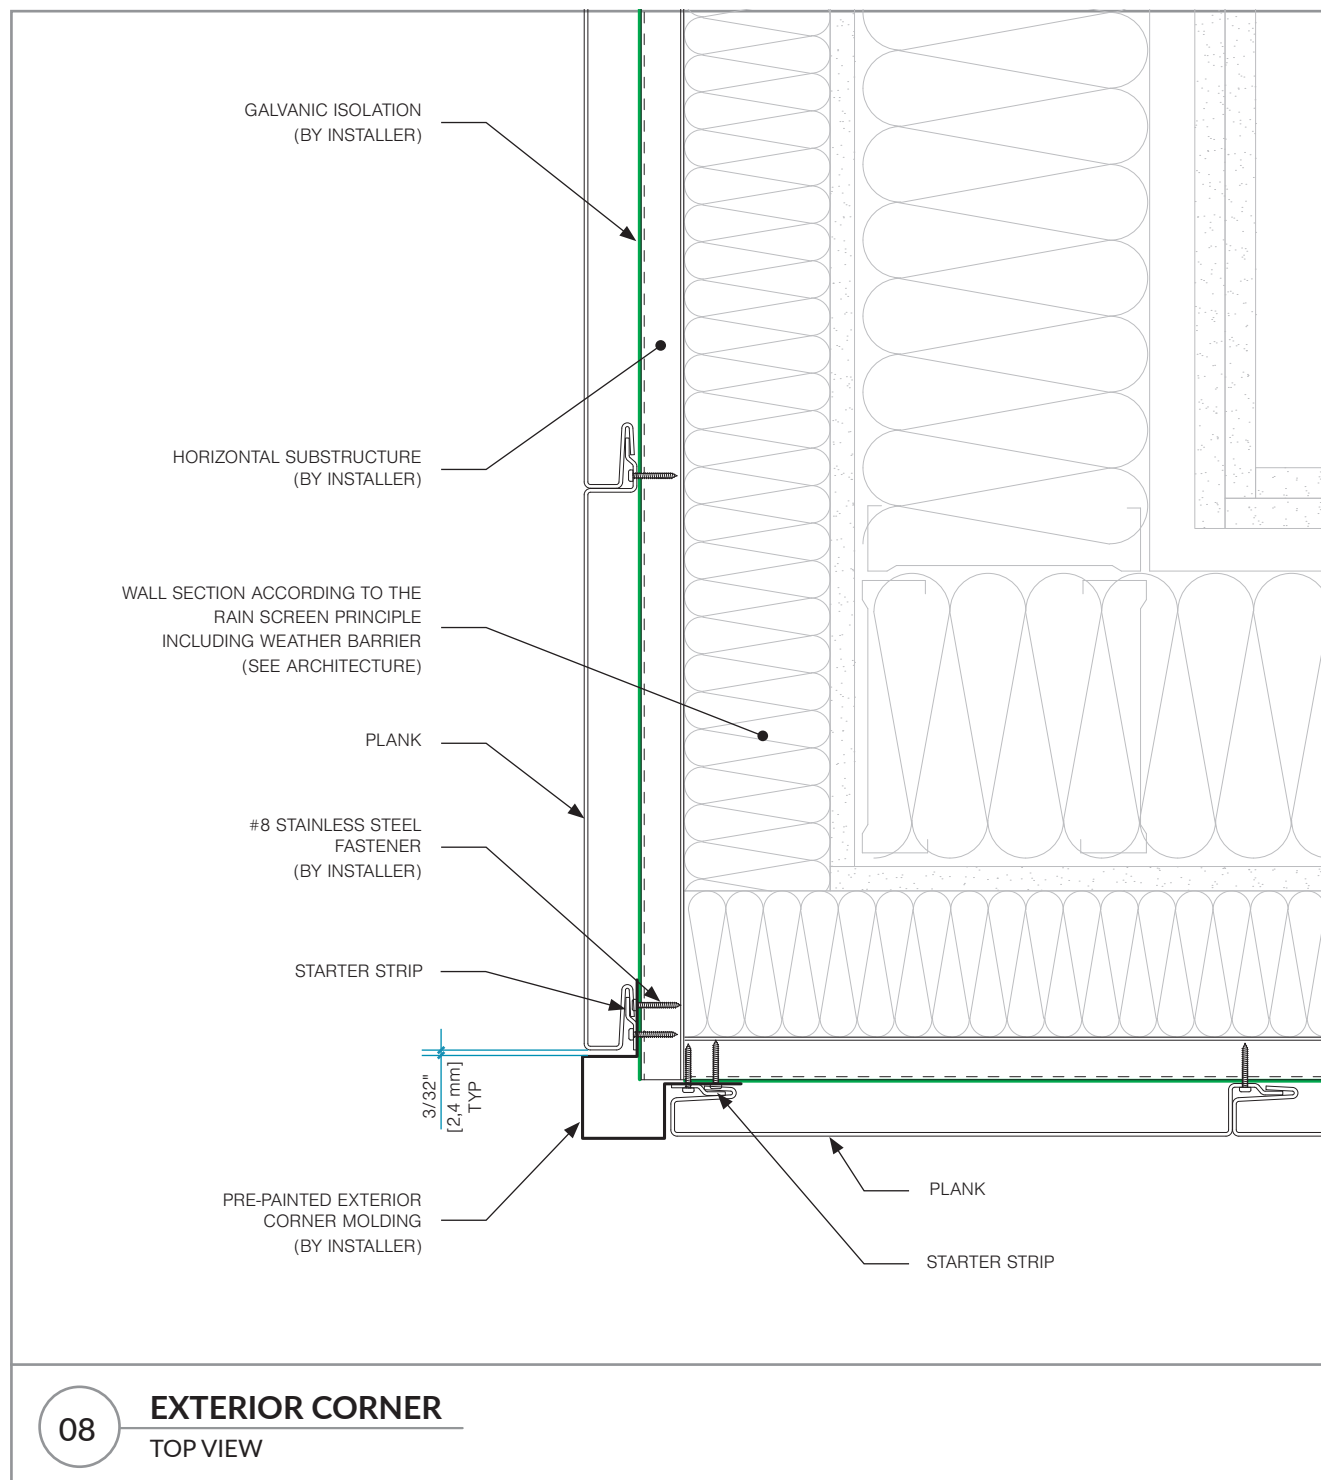 GALVANIC ISOLATION
(BY INSTALLER)
HORIZONTAL SUBSTRUCTURE
(BY INSTALLER)
WALL SECTION ACCORDING TO THE
RAIN SCREEN PRINCIPLE
INCLUDING WEATHER BARRIER
(SEE ARCHITECTURE)
PLANK
#8 STAINLESS STEEL
FASTENER
(BY INSTALLER)
STARTER STRIP
3/32"
[2,4 mm]
TYP
PRE-PAINTED EXTERIOR
CORNER MOLDING
(BY INSTALLER)
PLANK
STARTER STRIP
08
EXTERIOR CORNER
TOP VIEW